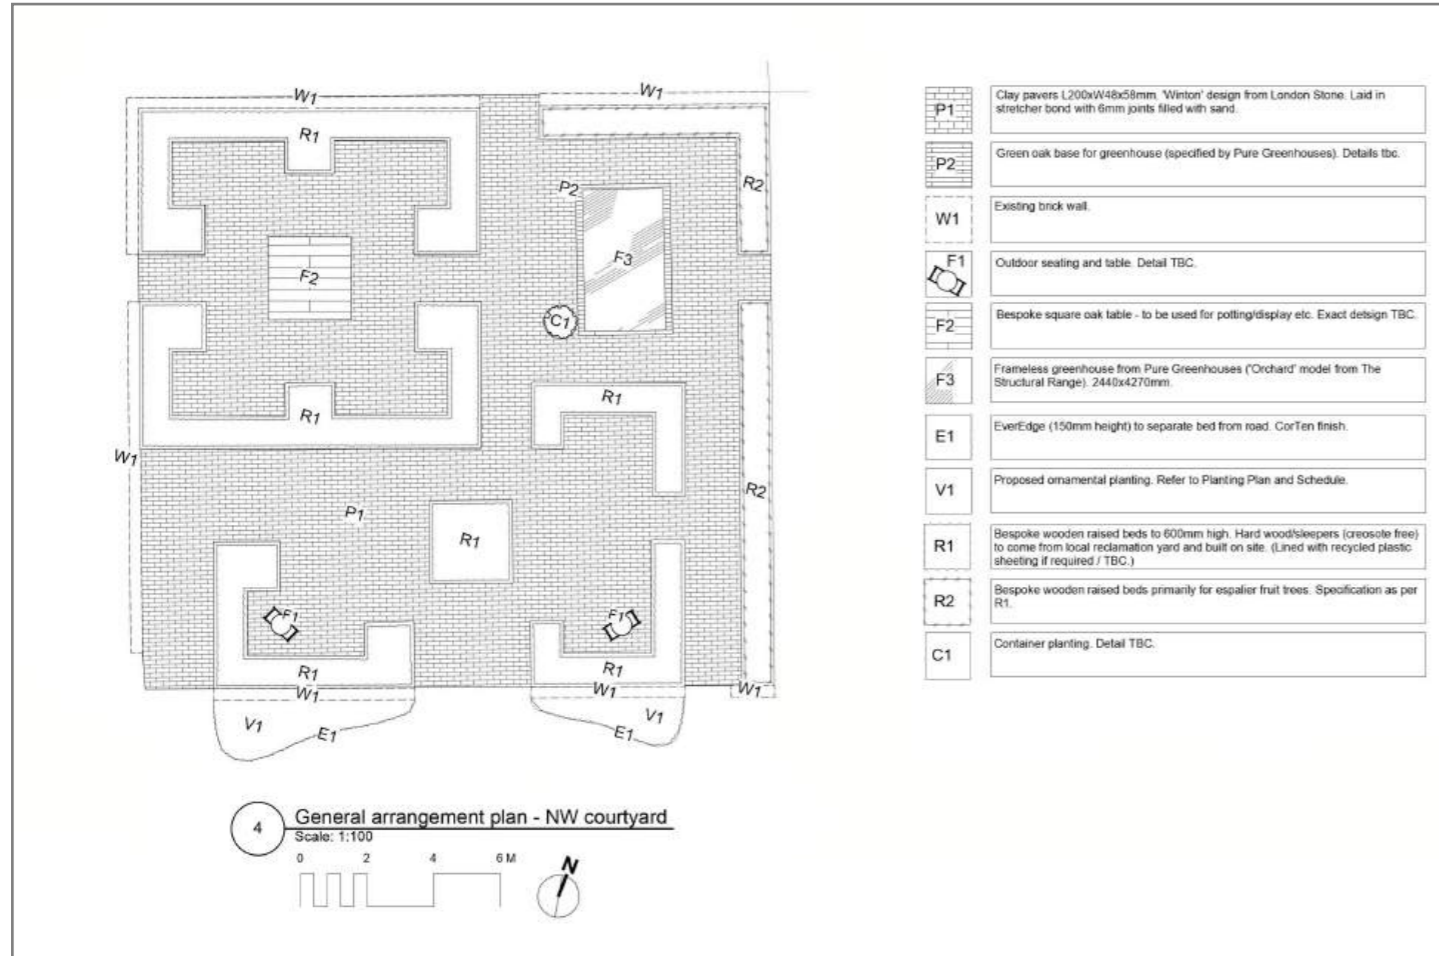 W1
W1
R1
R2
P2
F3
F2
C1
R1
R1
W1
R2
P1
R1
F1
F1
R1
R1
W1
W1
W1
V1
E1
V1
E1
4
General arrangement plan - NW courtyard
Scale: 1:100
0 2 4 6 M
N
P1
Clay pavers L200xW48x58mm. 'Winton' design from London Stone. Laid in
stretcher bond with 6mm joints filled with sand.
P2
Green oak base for greenhouse (specified by Pure Greenhouses). Details tbc.
W1
Existing brick wall.
F1
Outdoor seating and table. Detail TBC.
F2
Bespoke square oak table - to be used for potting/display etc. Exact detsign TBC.
F3
Frameless greenhouse from Pure Greenhouses ('Orchard' model from The
Structural Range). 2440x4270mm.
E1
EverEdge (150mm height) to separate bed from road. CorTen finish.
V1
Proposed ornamental planting. Refer to Planting Plan and Schedule.
R1
Bespoke wooden raised beds to 600mm high. Hard wood/sleepers (creosote free)
to come from local reclamation yard and built on site. (Lined with recycled plastic
sheeting if required / TBC.)
R2
Bespoke wooden raised beds primarily for espalier fruit trees. Specification as per
R1.
C1
Container planting. Detail TBC.